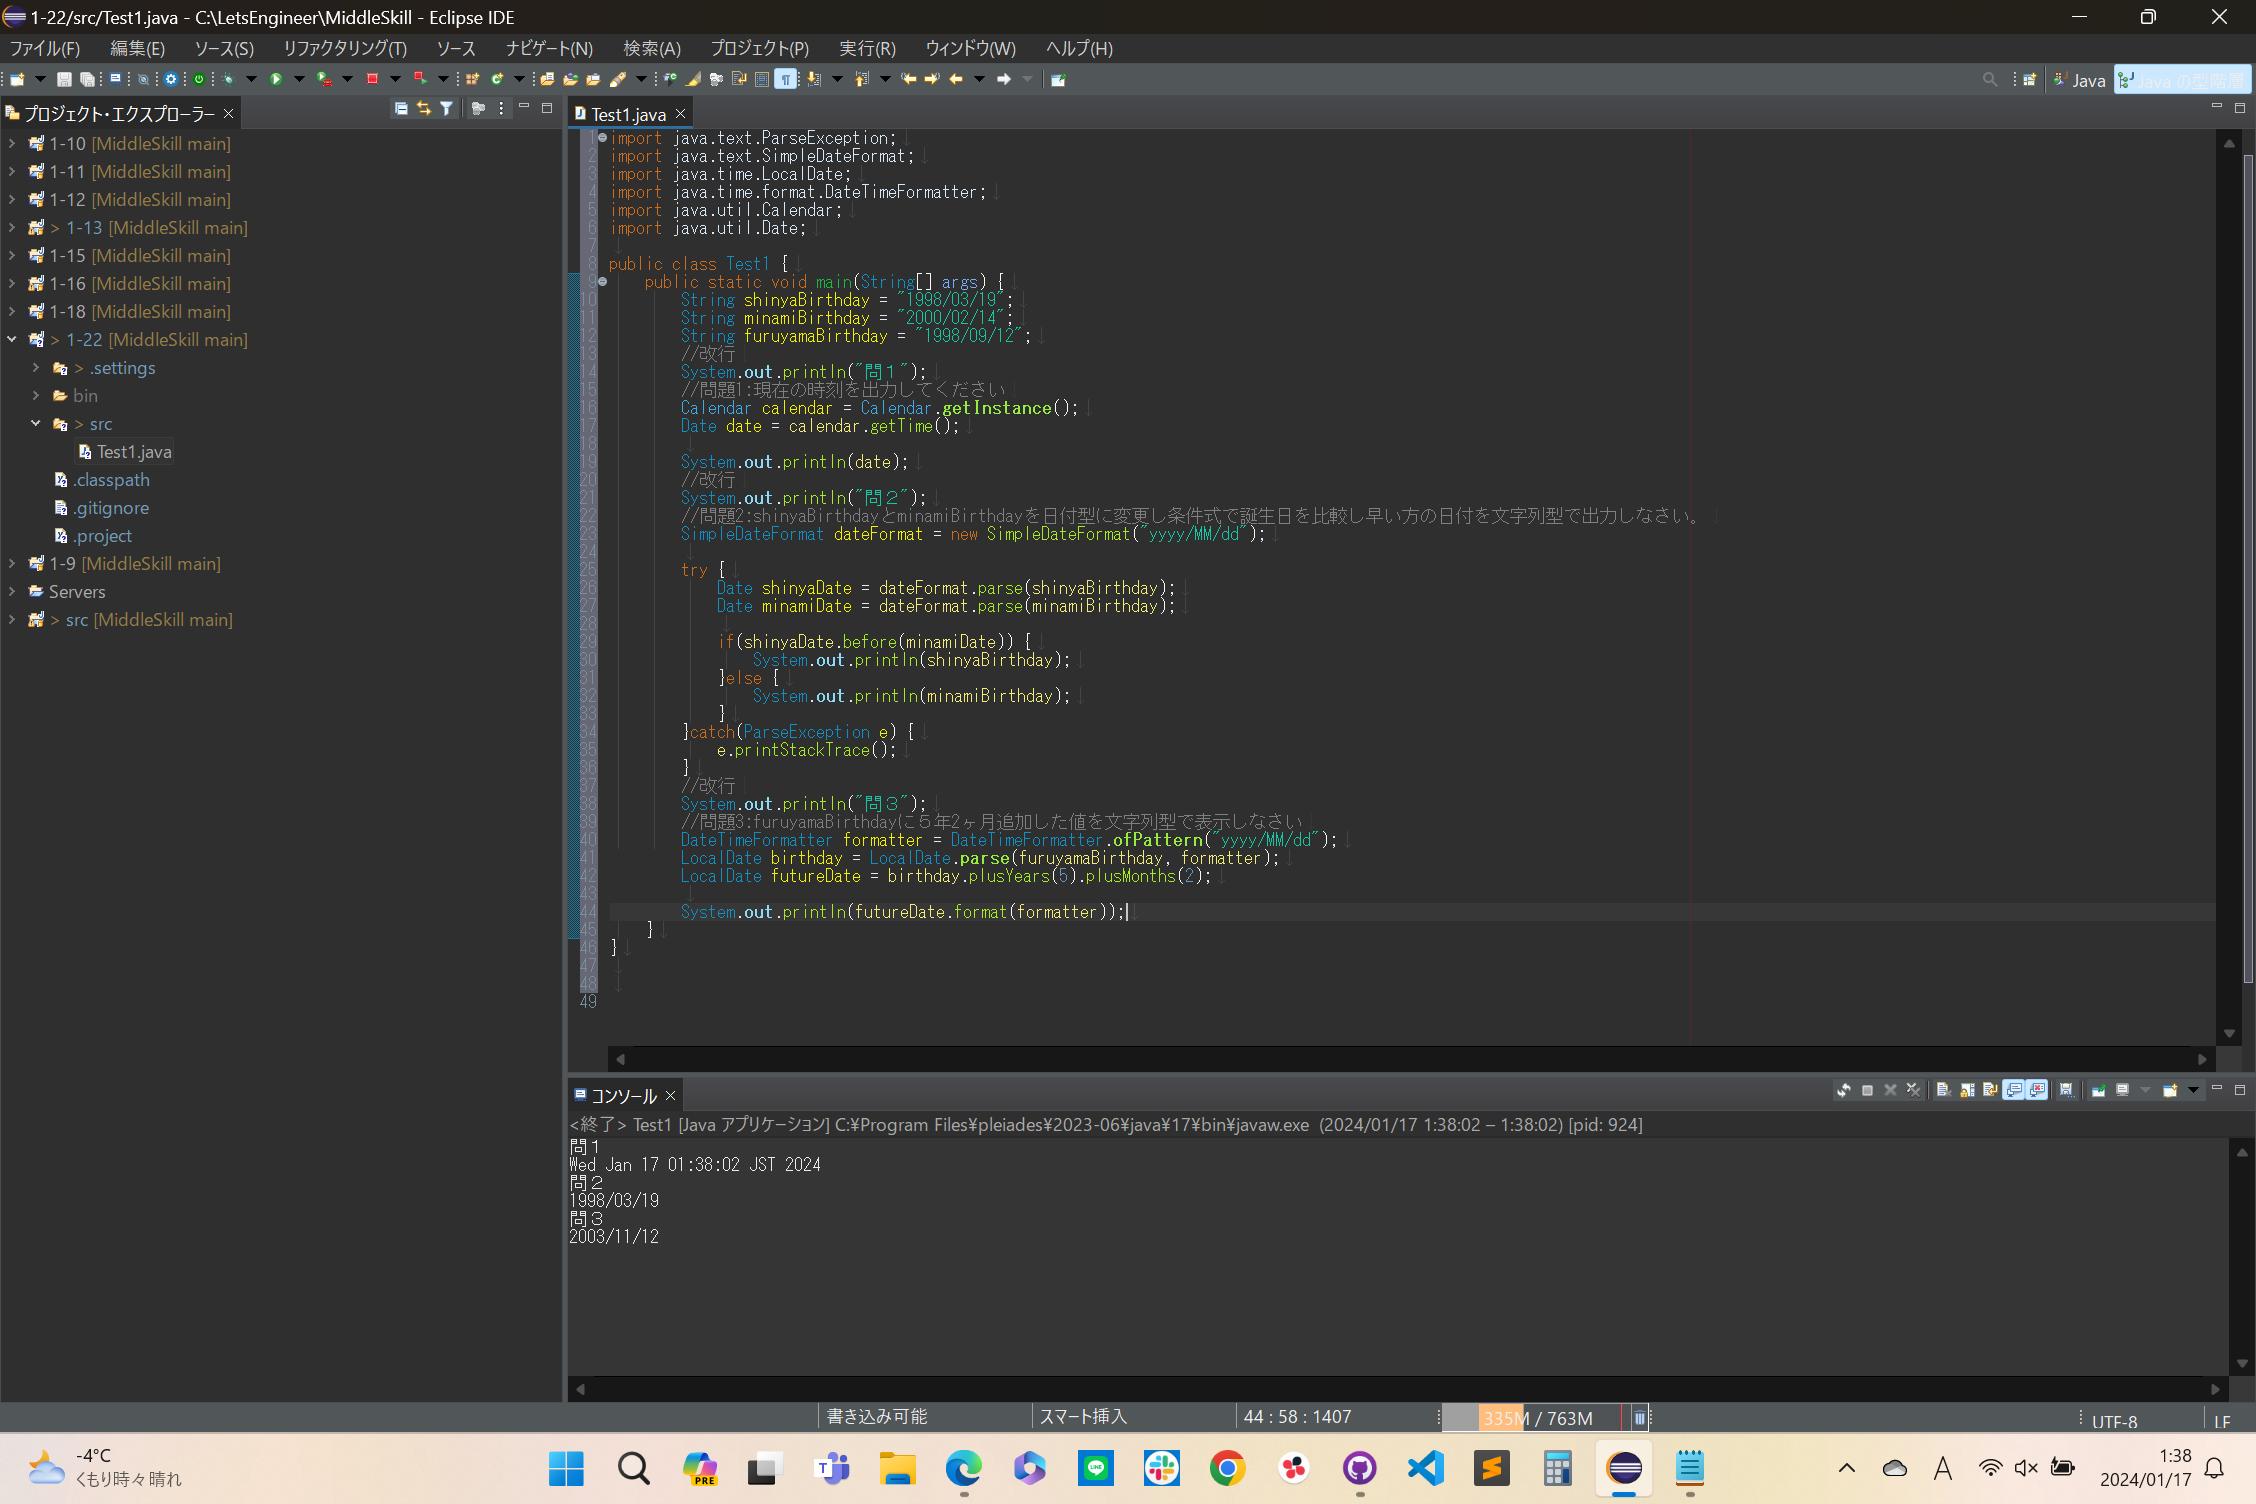 1-22/src/Test1.java - C:\LetsEngineer\MiddleSkill - Eclipse IDE
ファイル(F) 編集(E) ソース(S) リファクタリング(T) ソース ナビゲート(N) 検索(A) プロジェクト(P) 実行(R) ウィンドウ(W) ヘルプ(H)
Java Java の型階層
プロジェクト・エクスプローラー
1-10 [MiddleSkill main]
1-11 [MiddleSkill main]
1-12 [MiddleSkill main]
> 1-13 [MiddleSkill main]
1-15 [MiddleSkill main]
1-16 [MiddleSkill main]
1-18 [MiddleSkill main]
> 1-22 [MiddleSkill main]
> .settings
bin
> src
Test1.java
.classpath
.gitignore
.project
1-9 [MiddleSkill main]
Servers
> src [MiddleSkill main]
Test1.java
1 import java.text.ParseException;
2 import java.text.SimpleDateFormat;
3 import java.time.LocalDate;
4 import java.time.format.DateTimeFormatter;
5 import java.util.Calendar;
6 import java.util.Date;
7
8 public class Test1 {
9 public static void main(String[] args) {
10 String shinyaBirthday = "1998/03/19";
11 String minamiBirthday = "2000/02/14";
12 String furuyamaBirthday = "1998/09/12";
13 //改行
14 System.out.println("問１");
15 //問題1:現在の時刻を出力してください
16 Calendar calendar = Calendar.getInstance();
17 Date date = calendar.getTime();
18
19 System.out.println(date);
20 //改行
21 System.out.println("問２");
22 //問題2:shinyaBirthdayとminamiBirthdayを日付型に変更し条件式で誕生日を比較し早い方の日付を文字列型で出力しなさい。
23 SimpleDateFormat dateFormat = new SimpleDateFormat("yyyy/MM/dd");
24
25 try {
26 Date shinyaDate = dateFormat.parse(shinyaBirthday);
27 Date minamiDate = dateFormat.parse(minamiBirthday);
28
29 if(shinyaDate.before(minamiDate)) {
30 System.out.println(shinyaBirthday);
31 }else {
32 System.out.println(minamiBirthday);
33 }
34 }catch(ParseException e) {
35 e.printStackTrace();
36 }
37 //改行
38 System.out.println("問３");
39 //問題3:furuyamaBirthdayに５年2ヶ月追加した値を文字列型で表示しなさい
40 DateTimeFormatter formatter = DateTimeFormatter.ofPattern("yyyy/MM/dd");
41 LocalDate birthday = LocalDate.parse(furuyamaBirthday, formatter);
42 LocalDate futureDate = birthday.plusYears(5).plusMonths(2);
43
44 System.out.println(futureDate.format(formatter));
45 }
46 }
47
48
49
コンソール
<終了> Test1 [Java アプリケーション] C:¥Program Files¥pleiades¥2023-06¥java¥17¥bin¥javaw.exe (2024/01/17 1:38:02 – 1:38:02) [pid: 924]
問１
Wed Jan 17 01:38:02 JST 2024
問２
1998/03/19
問３
2003/11/12
書き込み可能 スマート挿入 44 : 58 : 1407 335M / 763M UTF-8 LF
-4°C
くもり時々晴れ
PRE
LINE
A
1:38
2024/01/17